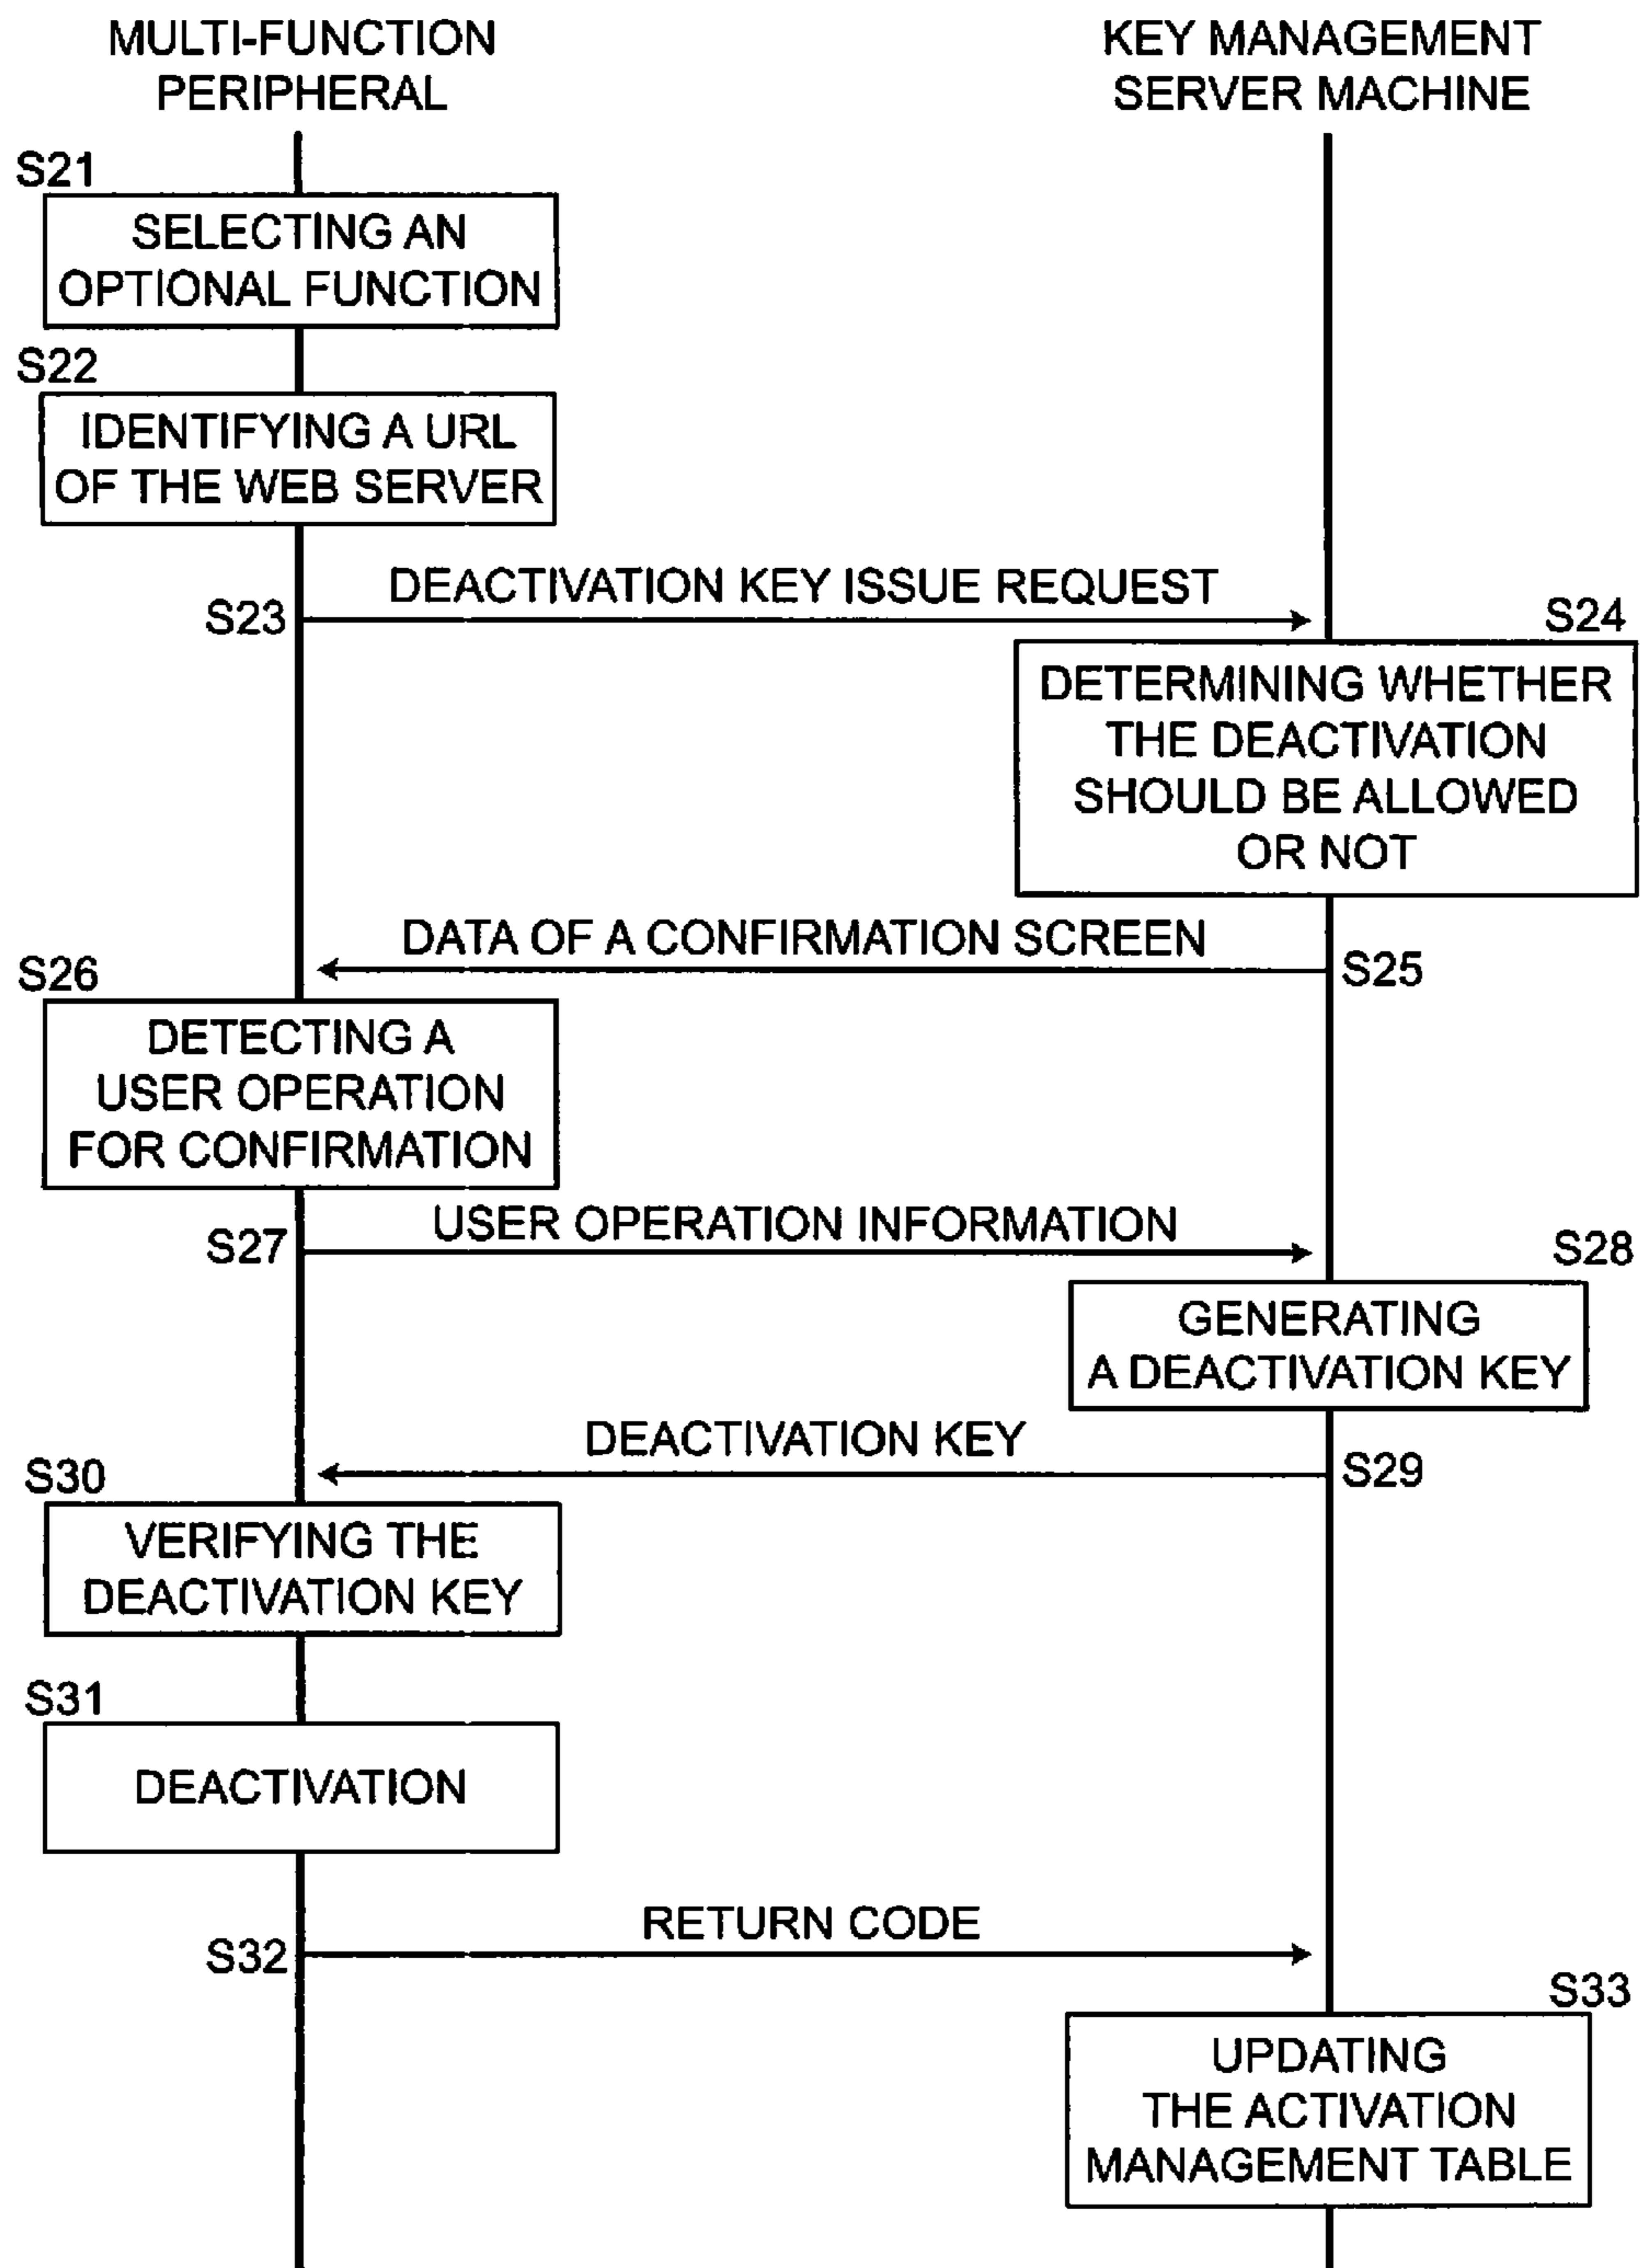 MULTI-FUNCTION
PERIPHERAL
KEY MANAGEMENT
SERVER MACHINE
S21
SELECTING AN
OPTIONAL FUNCTION
S22
IDENTIFYING A URL
OF THE WEB SERVER
DEACTIVATION KEY ISSUE REQUEST
S23
S24
DETERMINING WHETHER
THE DEACTIVATION
SHOULD BE ALLOWED
OR NOT
DATA OF A CONFIRMATION SCREEN
S25
S26
DETECTING A
USER OPERATION
FOR CONFIRMATION
USER OPERATION INFORMATION
S27
S28
GENERATING
A DEACTIVATION KEY
DEACTIVATION KEY
S29
S30
VERIFYING THE
DEACTIVATION KEY
S31
DEACTIVATION
RETURN CODE
S32
S33
UPDATING
THE ACTIVATION
MANAGEMENT TABLE